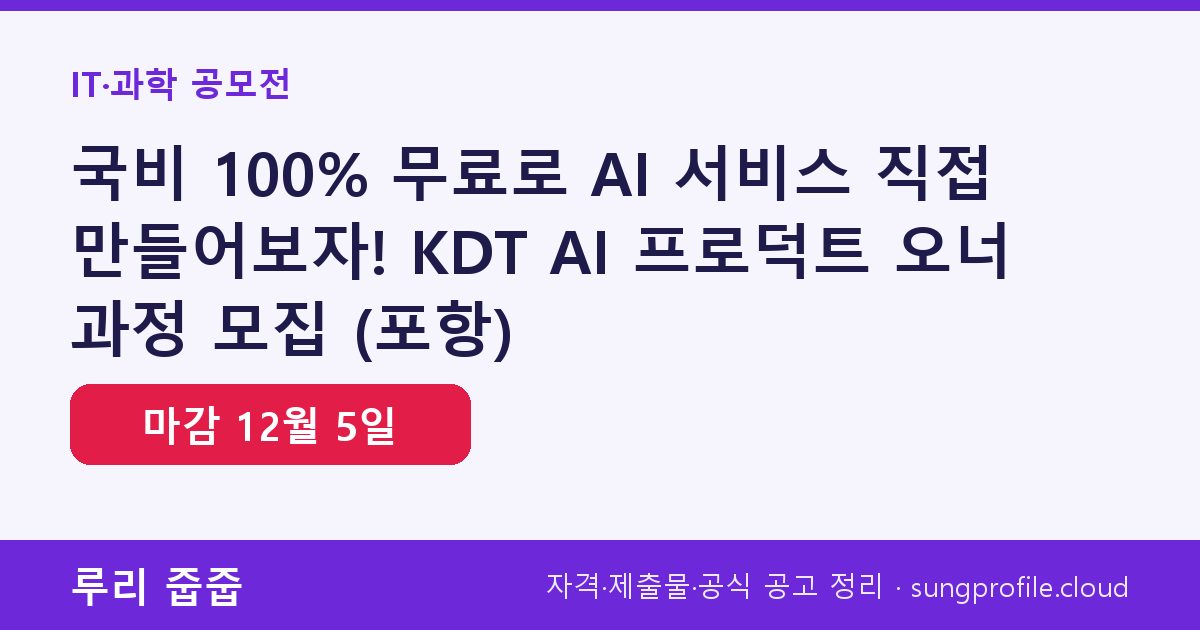 IT·과학 공모전
국비 100% 무료로 AI 서비스 직접
만들어보자! KDT AI 프로덕트 오너
과정 모집 (포항)
마감 12월 5일
루리 줍줍
자격·제출물·공식 공고 정리 · sungprofile.cloud